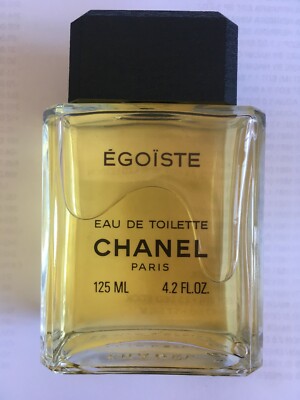 ÉGOÏSTE
EAU DE TOILETTE
CHANEL
PARIS
125 ML 4.2 FL.OZ.